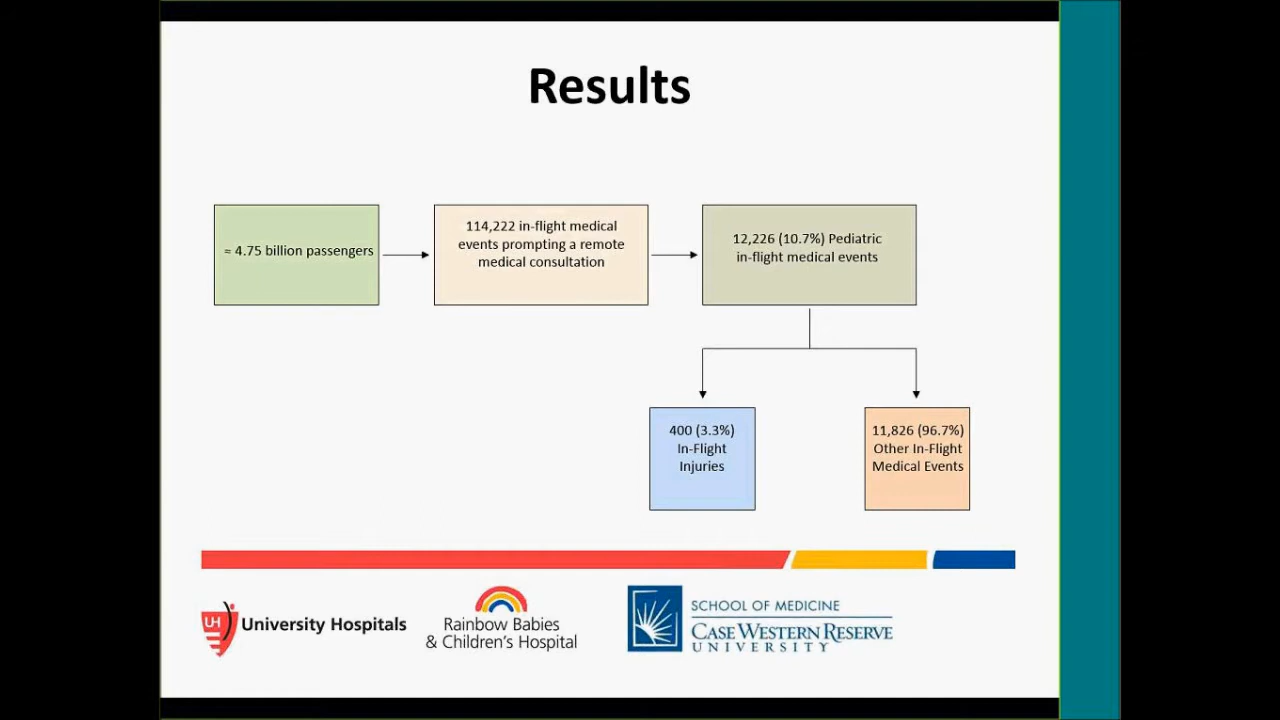 Results
≈ 4.75 billion passengers
114,222 in-flight medical
events prompting a remote
medical consultation
12,226 (10.7%) Pediatric
in-flight medical events
400 (3.3%)
In-Flight
Injuries
11,826 (96.7%)
Other In-Flight
Medical Events
UH University Hospitals
Rainbow Babies
& Children's Hospital
SCHOOL OF MEDICINE
CASE WESTERN RESERVE
UNIVERSITY